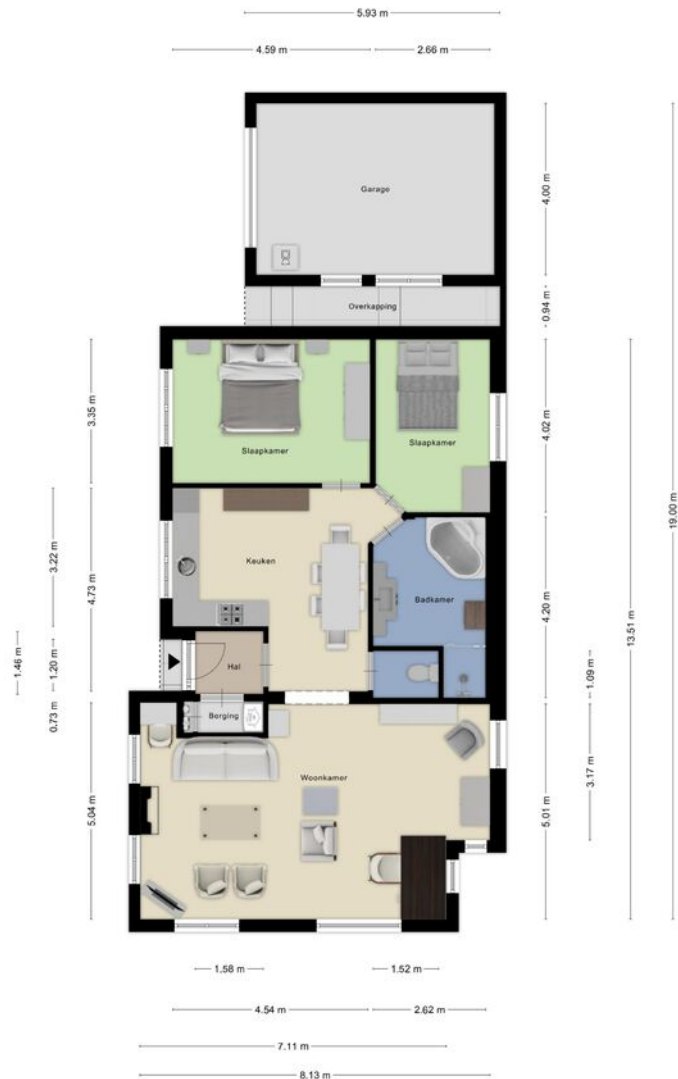 5.93 m
4.59 m
2.66 m
Garage
4.00 m
Overkapping
0.94 m
3.35 m
Slaapkamer
Slaapkamer
4.02 m
19.00 m
3.22 m
4.73 m
Keuken
Badkamer
4.20 m
13.51 m
1.46 m
1.20 m
Hal
1.09 m
0.73 m
Berging
5.04 m
Woonkamer
5.01 m
3.17 m
1.58 m
1.52 m
4.54 m
2.62 m
7.11 m
8.13 m